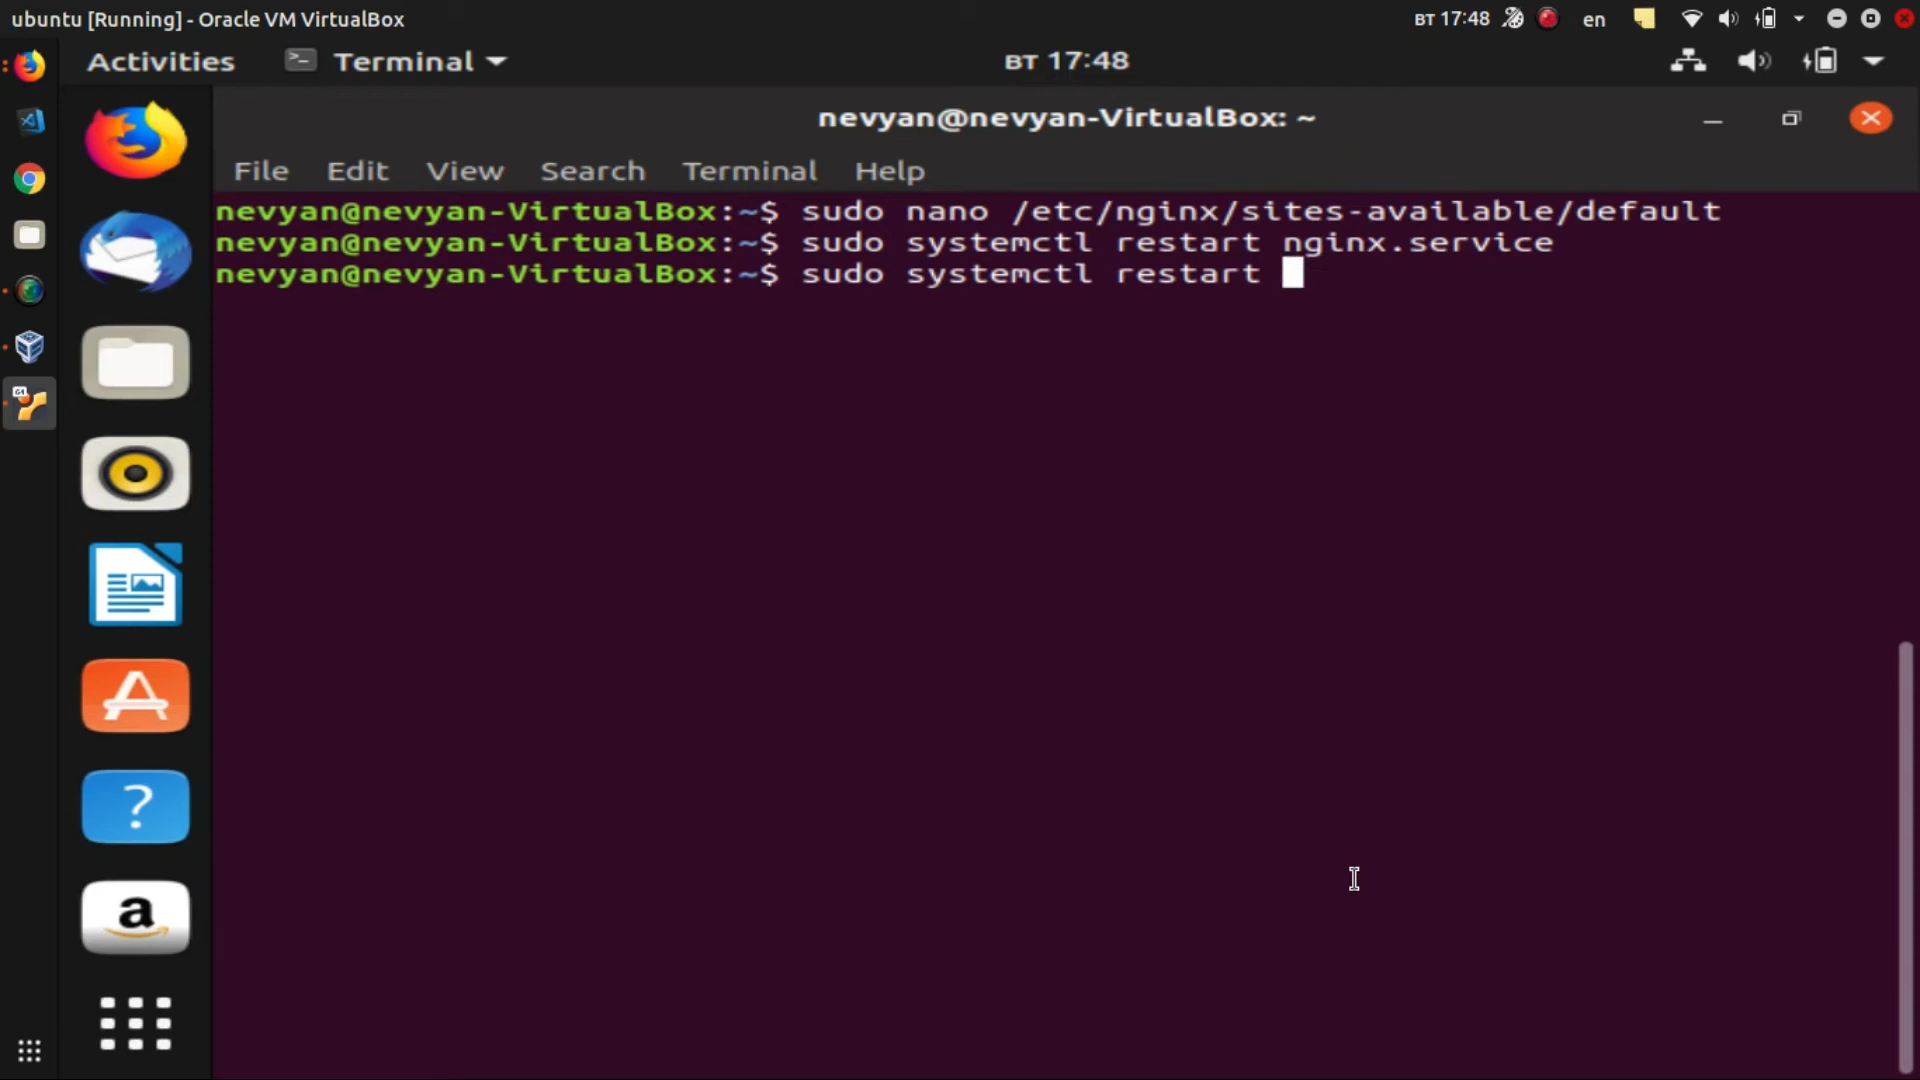 ubuntu [Running] - Oracle VM VirtualBox
вт 17:48
en
Activities
Terminal
вт 17:48
nevyan@nevyan-VirtualBox: ~
File Edit View Search Terminal Help
nevyan@nevyan-VirtualBox:~$ sudo nano /etc/nginx/sites-available/default
nevyan@nevyan-VirtualBox:~$ sudo systemctl restart nginx.service
nevyan@nevyan-VirtualBox:~$ sudo systemctl restart